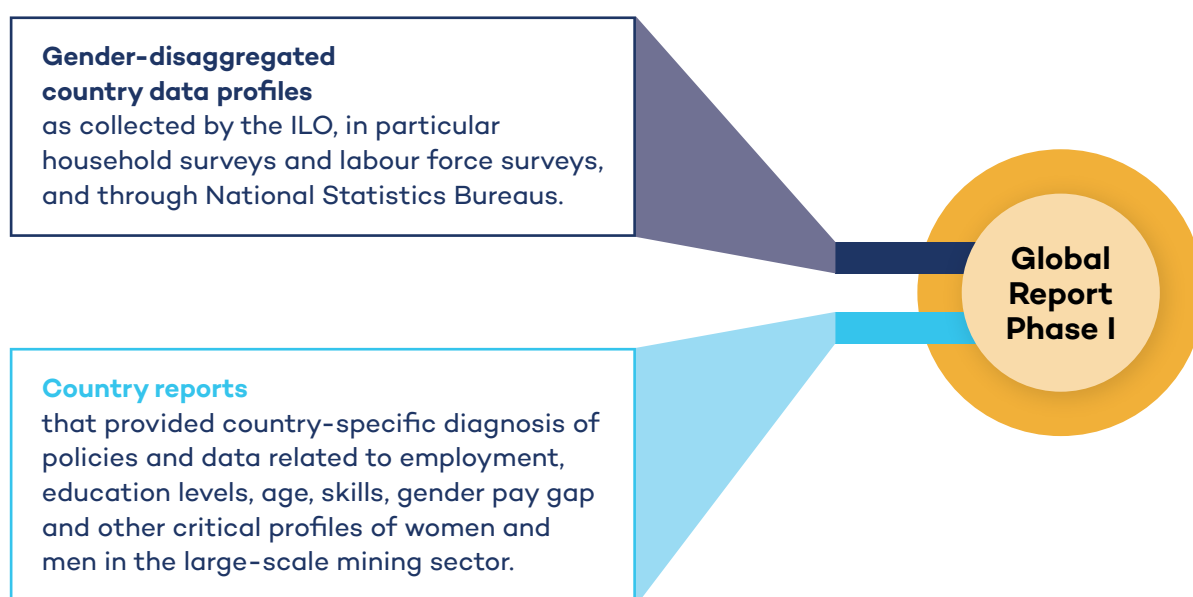 Gender-disaggregated
country data profiles
as collected by the ILO, in particular
household surveys and labour force surveys,
and through National Statistics Bureaus.
Global
Report
Phase I
Country reports
that provided country-specific diagnosis of
policies and data related to employment,
education levels, age, skills, gender pay gap
and other critical profiles of women and
men in the large-scale mining sector.